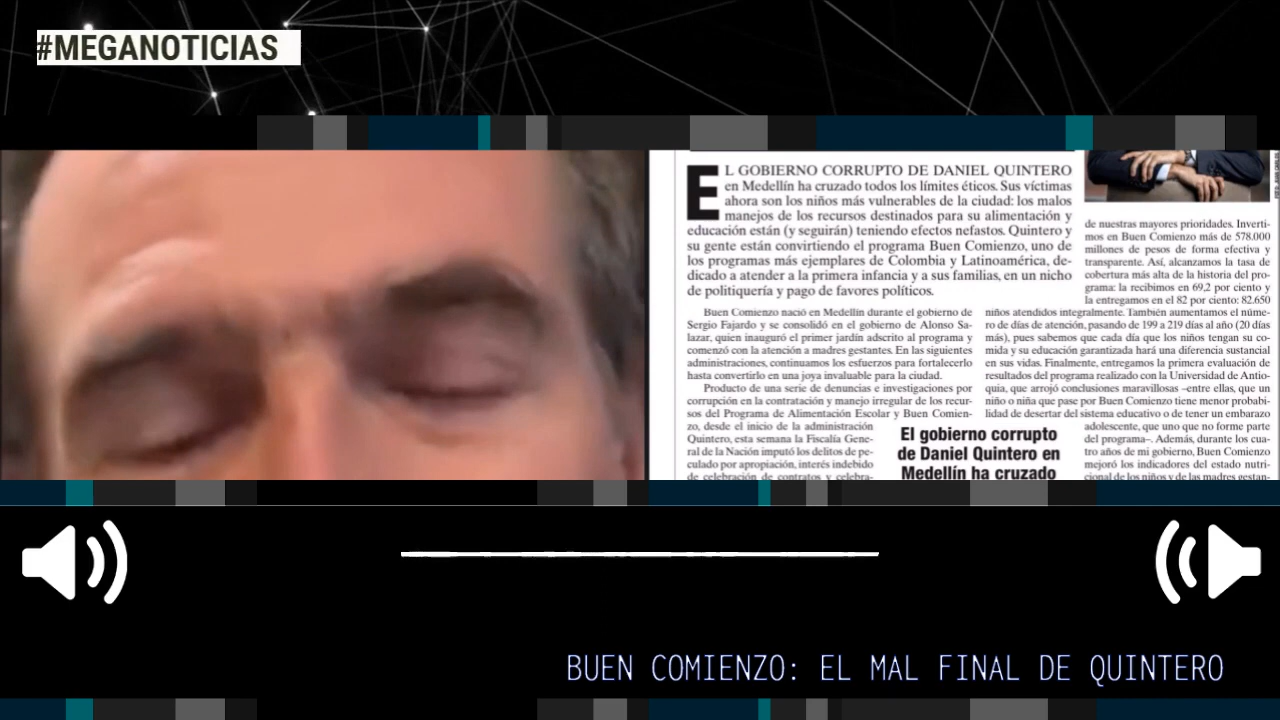 #MEGANOTICIAS
EL GOBIERNO CORRUPTO DE DANIEL QUINTERO
en Medellín ha cruzado todos los límites éticos. Sus víctimas
ahora son los niños más vulnerables de la ciudad: los malos
manejos de los recursos destinados para su alimentación y
educación están (y seguirán) teniendo efectos nefastos. Quintero y
su gente están convirtiendo el programa Buen Comienzo, uno de
los programas más ejemplares de Colombia y Latinoamérica, de-
dicado a atender a la primera infancia y a sus familias, en un nicho
de politiquería y pago de favores políticos.
Buen Comienzo nació en Medellín durante el gobierno de
Sergio Fajardo y se consolidó en el gobierno de Alonso Sa-
lazar, quien inauguró el primer jardín adscrito al programa y
comenzó con la atención a madres gestantes. En las siguientes
administraciones, continuamos los esfuerzos para fortalecerlo
hasta convertirlo en una joya invaluable para la ciudad.
Producto de una serie de denuncias e investigaciones por
corrupción en la contratación y manejo irregular de los recur-
sos del Programa de Alimentación Escolar y Buen Comien-
zo, desde el inicio de la administración
Quintero, esta semana la Fiscalía Gene-
ral de la Nación imputó los delitos de pe-
culado por apropiación, interés indebido
de celebración de contratos y celebra-
El gobierno corrupto
de Daniel Quintero en
Medellín ha cruzado
de nuestras mayores prioridades. Inverti-
mos en Buen Comienzo más de 578.000
millones de pesos de forma efectiva y
transparente. Así, alcanzamos la tasa de
cobertura más alta de la historia del pro-
grama: la recibimos en 69,2 por ciento y
la entregamos en el 82 por ciento: 82.650
niños atendidos integralmente. También aumentamos el núme-
ro de días de atención, pasando de 199 a 219 días al año (20 días
más), pues sabemos que cada día que los niños tengan su co-
mida y su educación garantizada hará una diferencia sustancial
en sus vidas. Finalmente, entregamos la primera evaluación de
resultados del programa realizado con la Universidad de Antio-
quia, que arrojó conclusiones maravillosas –entre ellas, que un
niño o niña que pase por Buen Comienzo tiene menor probabi-
lidad de desertar del sistema educativo o de tener un embarazo
adolescente, que uno que no forme parte
del programa–. Además, durante los cua-
tro años de mi gobierno, Buen Comienzo
mejoró los indicadores del estado nutri-
cional de los niños y de las madres gestan-
BUEN COMIENZO: EL MAL FINAL DE QUINTERO